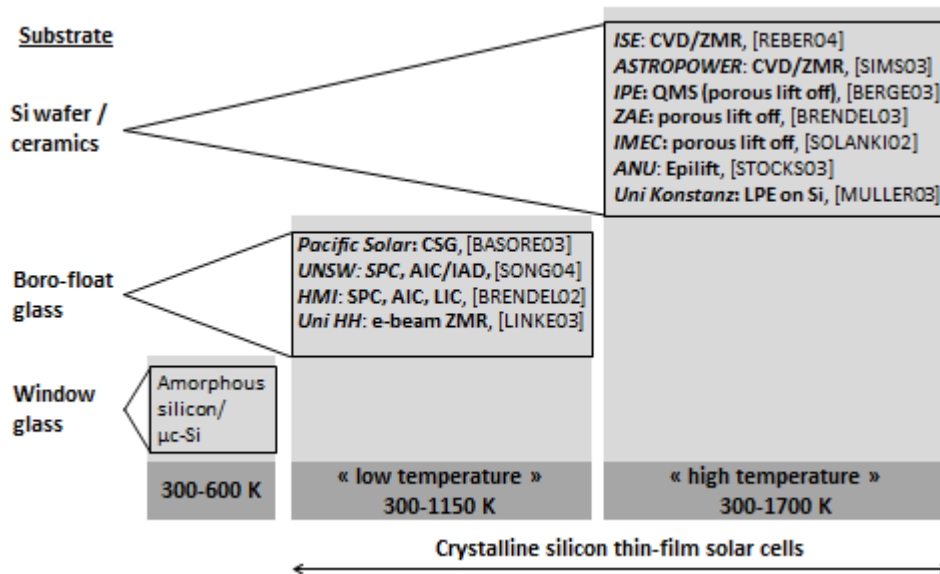 Substrate
Si wafer /
ceramics
ISE: CVD/ZMR, [REBER04]
ASTROPOWER: CVD/ZMR, [SIMS03]
IPE: QMS (porous lift off), [BERGE03]
ZAE: porous lift off, [BRENDEL03]
IMEC: porous lift off, [SOLANKI02]
ANU: Epilift, [STOCKS03]
Uni Konstanz: LPE on Si, [MULLER03]
Boro-float
glass
Pacific Solar: CSG, [BASORE03]
UNSW: SPC, AIC/IAD, [SONG04]
HMI: SPC, AIC, LIC, [BRENDEL02]
Uni HH: e-beam ZMR, [LINKE03]
Window
glass
Amorphous
silicon/
μc-Si
300-600 K
« low temperature »
300-1150 K
« high temperature »
300-1700 K
Crystalline silicon thin-film solar cells